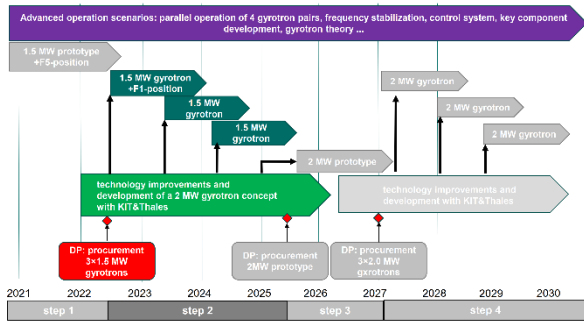 Advanced operation scenarios: parallel operation of 4 gyrotron pairs, frequency stabilization, control system, key component
development, gyrotron theory ...
1.5 MW prototype
+F5-position
1.5 MW gyrotron
+F1-position
2 MW gyrotron
1.5 MW
gyrotron
2 MW gyrotron
1.5 MW
gyrotron
2 MW gyrotron
2 MW prototype
technology improvements and
development of a 2 MW gyrotron concept
with KIT&Thales
technology improvements and
development with KIT&Thales
DP: procurement
3×1.5 MW
gyrotrons
DP: procurement
2MW prototype
DP: procurement
3×2.0 MW
gxrotrons
2021 2022 2023 2024 2025 2026 2027 2028 2029 2030
step 1 step 2 step 3 step 4